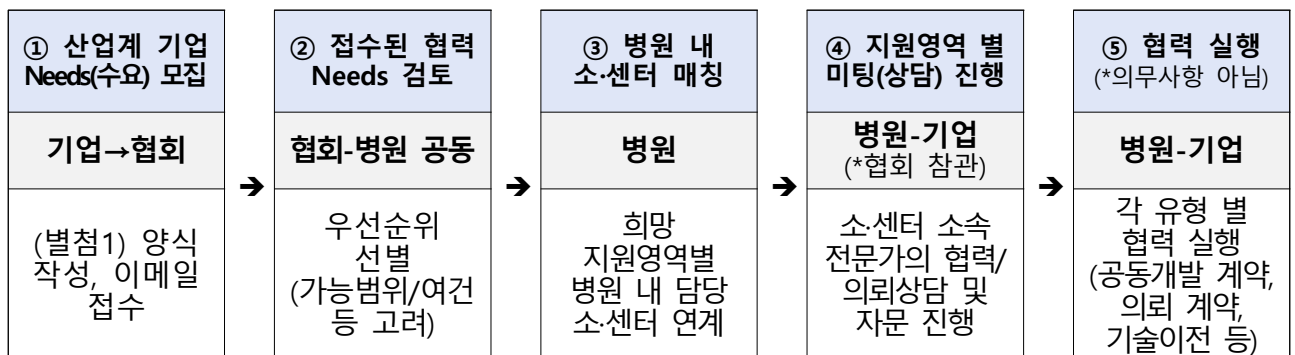 ① 산업계 기업
Needs(수요) 모집
기업→협회
(별첨1) 양식
작성, 이메일
접수
➔
② 접수된 협력
Needs 검토
협회-병원 공동
우선순위
선별
(가능범위/여건
등 고려)
➔
③ 병원 내
소·센터 매칭
병원
희망
지원영역별
병원 내 담당
소·센터 연계
➔
④ 지원영역 별
미팅(상담) 진행
병원-기업
(*협회 참관)
소·센터 소속
전문가의 협력/
의뢰상담 및
자문 진행
➔
⑤ 협력 실행
(*의무사항 아님)
병원-기업
각 유형 별
협력 실행
(공동개발 계약,
의뢰 계약,
기술이전 등)